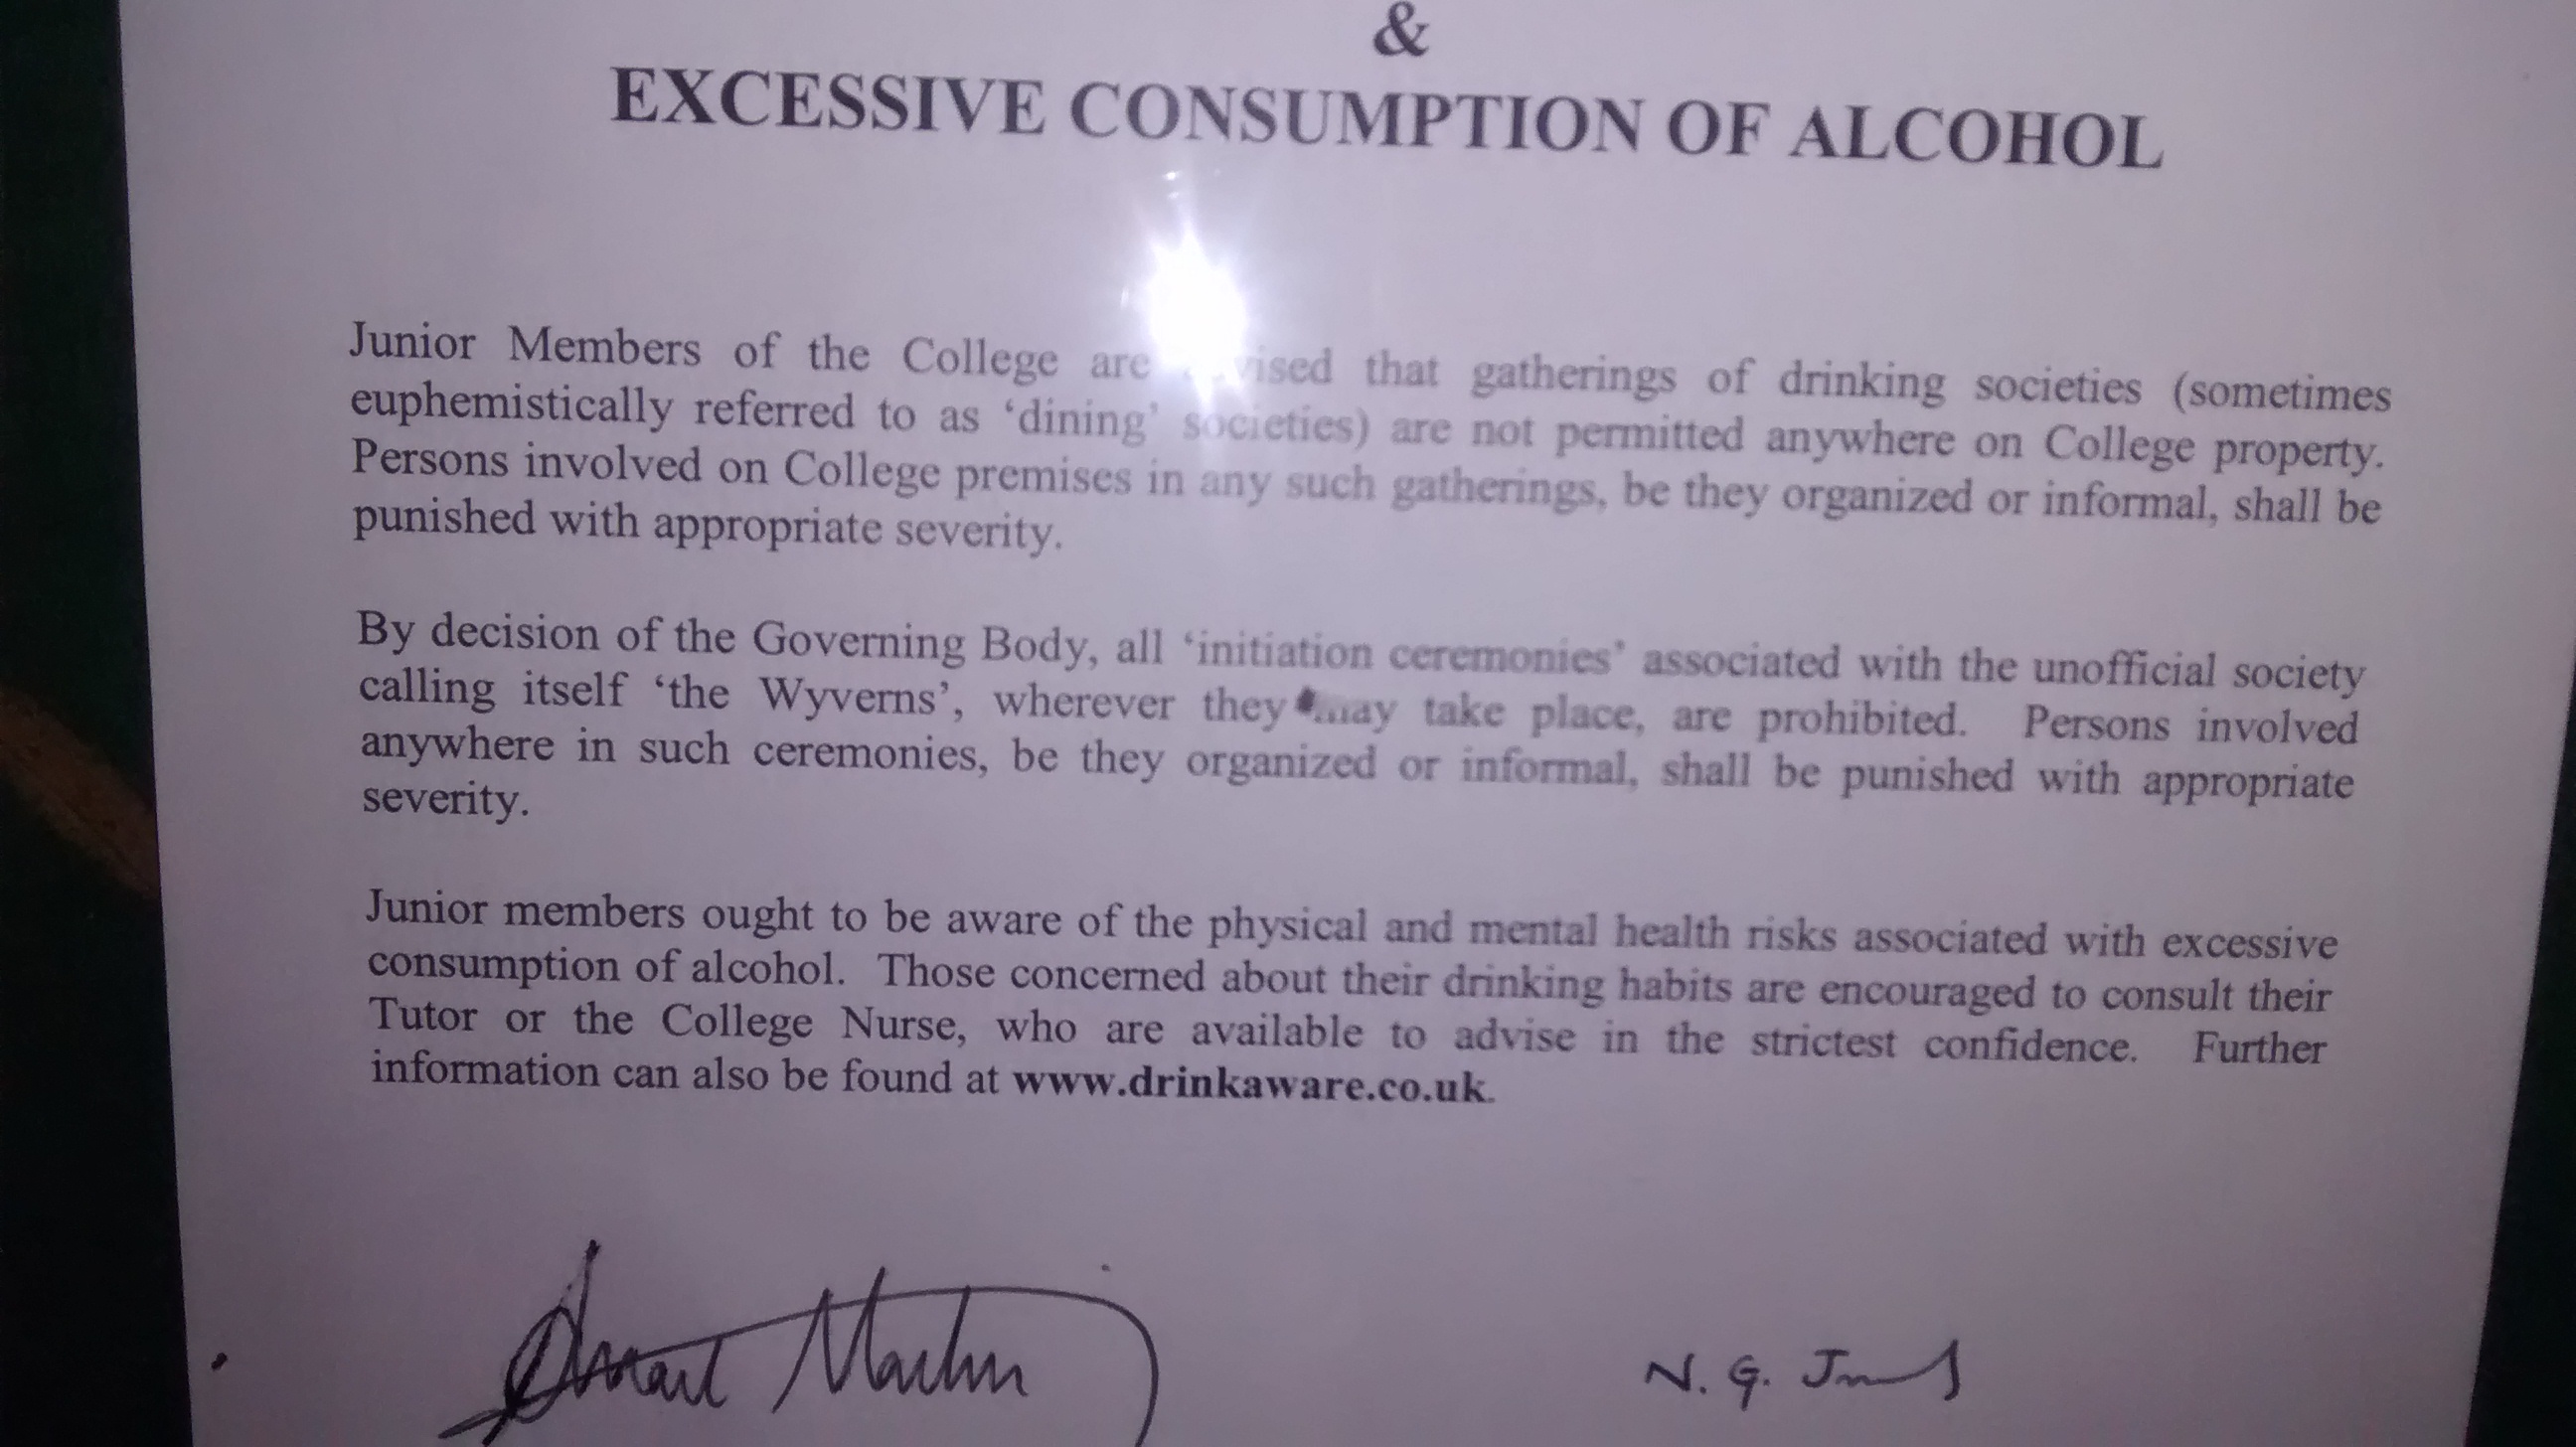 &
EXCESSIVE CONSUMPTION OF ALCOHOL
Junior Members of the College are that gatherings of drinking societies (sometimes
euphemistically referred to as ‘dining’ societies) are not permitted anywhere on College property.
Persons involved on College premises in any such gatherings, be they organized or informal, shall be
punished with appropriate severity.
By decision of the Governing Body, all ‘initiation ceremonies’ associated with the unofficial society
calling itself ‘the Wyverns’, wherever they may take place, are prohibited. Persons involved
anywhere in such ceremonies, be they organized or informal, shall be punished with appropriate
severity.
Junior members ought to be aware of the physical and mental health risks associated with excessive
consumption of alcohol. Those concerned about their drinking habits are encouraged to consult their
Tutor or the College Nurse, who are available to advise in the strictest confidence. Further
information can also be found at www.drinkaware.co.uk.
N. G.